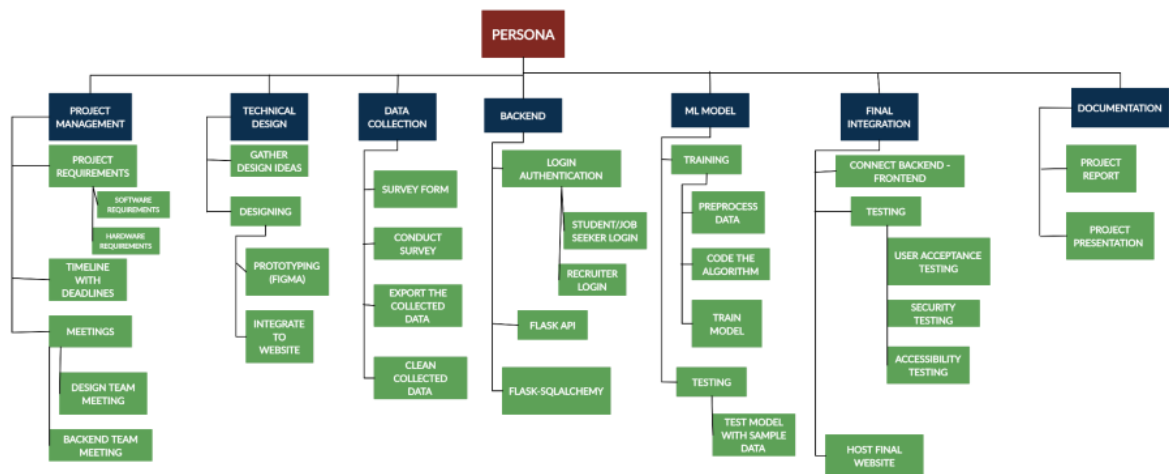 PERSONA
PROJECT
MANAGEMENT
PROJECT
REQUIREMENTS
SOFTWARE
REQUIREMENTS
HARDWARE
REQUIREMENTS
TIMELINE
WITH
DEADLINES
MEETINGS
DESIGN TEAM
MEETING
BACKEND TEAM
MEETING
TECHNICAL
DESIGN
GATHER
DESIGN IDEAS
DESIGNING
PROTOTYPING
(FIGMA)
INTEGRATE
TO
WEBSITE
DATA
COLLECTION
SURVEY FORM
CONDUCT
SURVEY
EXPORT THE
COLLECTED
DATA
CLEAN
COLLECTED
DATA
BACKEND
LOGIN
AUTHENTICATION
STUDENT/JOB
SEEKER LOGIN
RECRUITER
LOGIN
FLASK API
FLASK-SQLALCHEMY
ML MODEL
TRAINING
PREPROCESS
DATA
CODE THE
ALGORITHM
TRAIN
MODEL
TESTING
TEST MODEL
WITH SAMPLE
DATA
FINAL
INTEGRATION
CONNECT BACKEND -
FRONTEND
TESTING
USER ACCEPTANCE
TESTING
SECURITY
TESTING
ACCESSIBILITY
TESTING
HOST FINAL
WEBSITE
DOCUMENTATION
PROJECT
REPORT
PROJECT
PRESENTATION